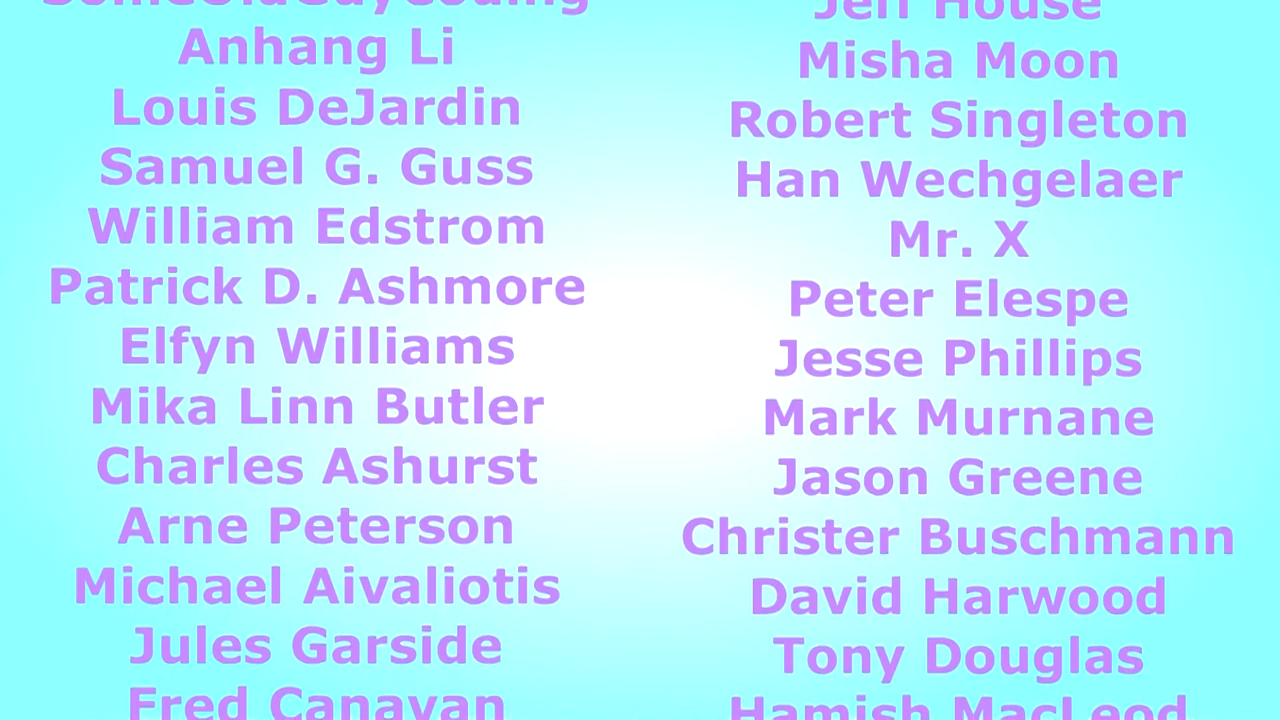 SomeOldGuyCoding
Anhang Li
Louis DeJardin
Samuel G. Guss
William Edstrom
Patrick D. Ashmore
Elfyn Williams
Mika Linn Butler
Charles Ashurst
Arne Peterson
Michael Aivaliotis
Jules Garside
Fred Canavan
Jeff House
Misha Moon
Robert Singleton
Han Wechgelaer
Mr. X
Peter Elespe
Jesse Phillips
Mark Murnane
Jason Greene
Christer Buschmann
David Harwood
Tony Douglas
Hamish MacLeod